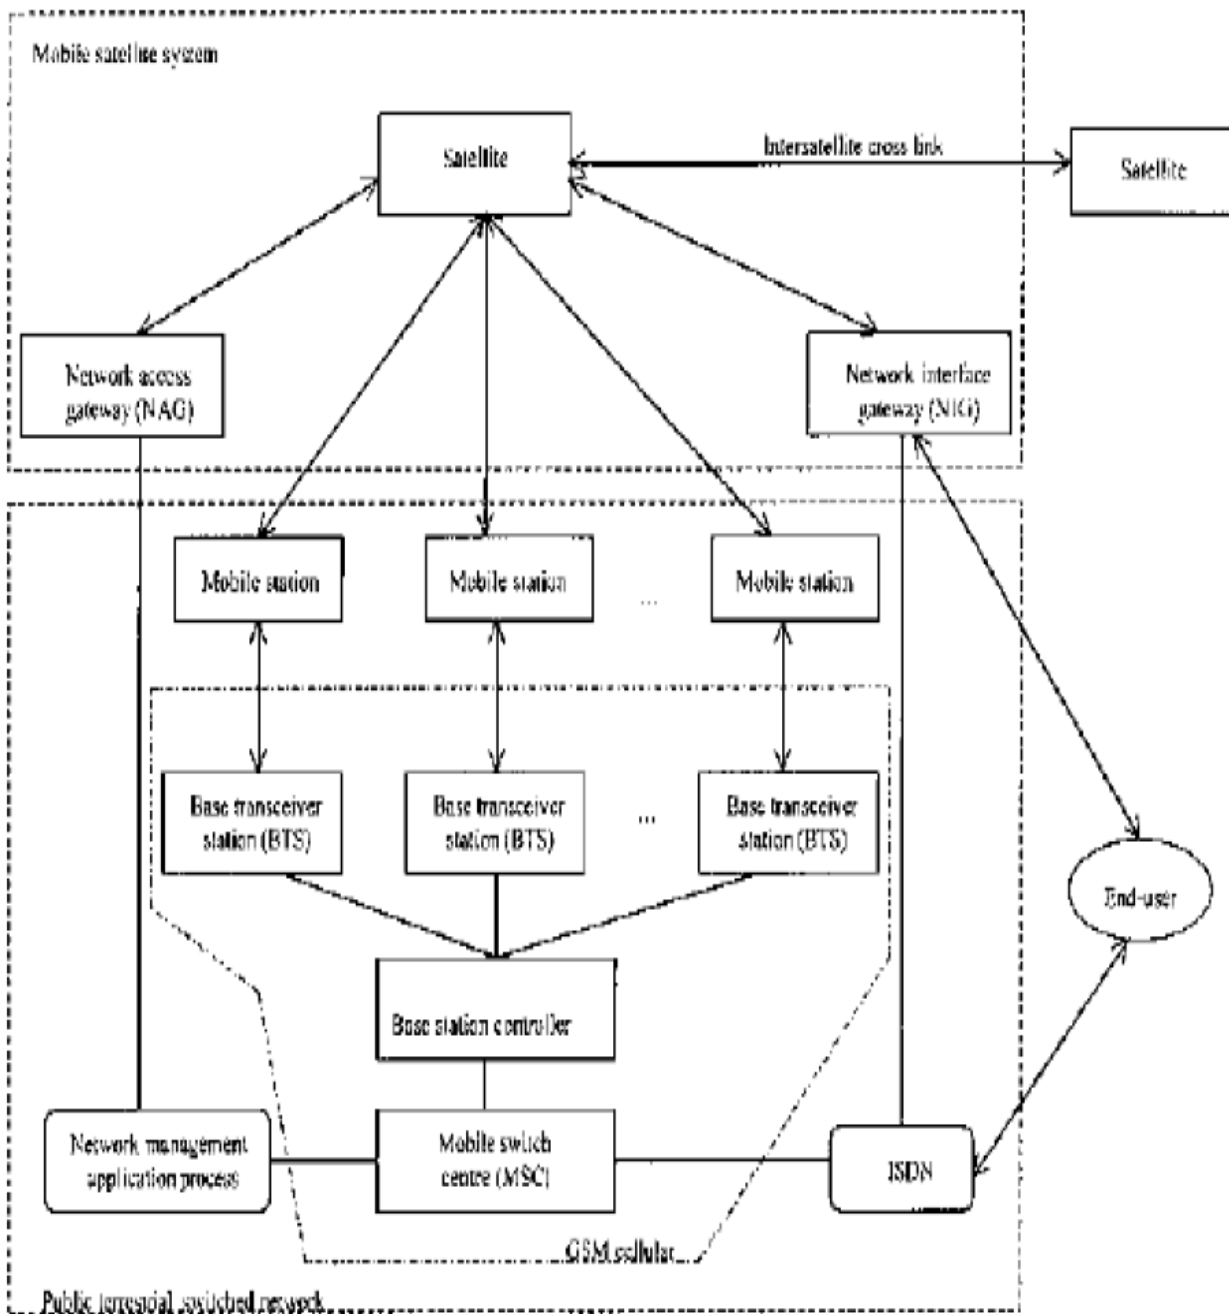 Mobile satellite system
Satellite
Intersatellite cross link
Satellite
Network access
gateway (NAG)
Network interface
gateway (NIG)
Mobile station
Mobile station
...
Mobile station
Base transceiver
station (BTS)
Base transceiver
station (BTS)
...
Base transceiver
station (BTS)
End-user
Base station controller
Network management
application process
Mobile switch
centre (MSC)
ISDN
GSM cellular
Public terrestrial switched network